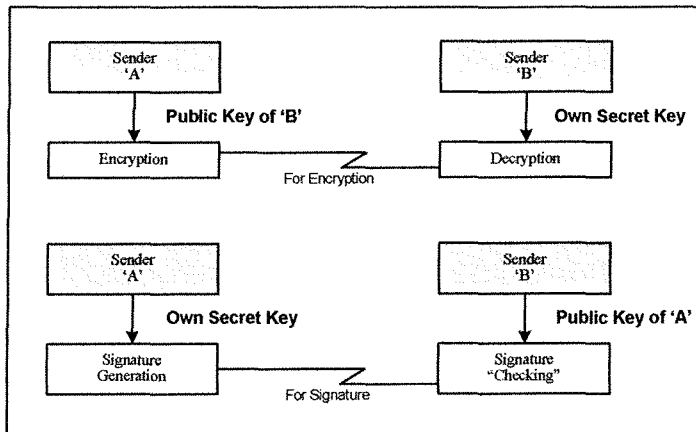 Sender
'A'
Sender
'B'
Public Key of 'B'
Own Secret Key
Encryption
Decryption
For Encryption
Sender
'A'
Sender
'B'
Own Secret Key
Public Key of 'A'
Signature
Generation
Signature
"Checking"
For Signature